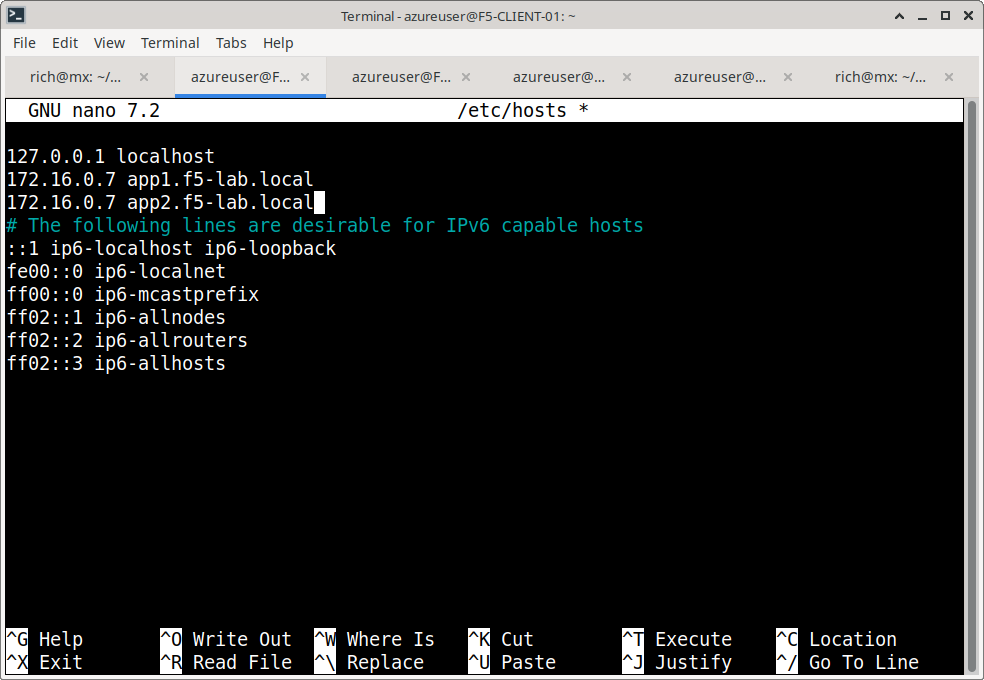 Terminal - azureuser@F5-CLIENT-01: ~
File Edit View Terminal Tabs Help
rich@mx: ~/... azureuser@F... azureuser@F... azureuser@... azureuser@... rich@mx: ~/...
GNU nano 7.2 /etc/hosts *
127.0.0.1 localhost
172.16.0.7 app1.f5-lab.local
172.16.0.7 app2.f5-lab.local
# The following lines are desirable for IPv6 capable hosts
::1 ip6-localhost ip6-loopback
fe00::0 ip6-localnet
ff00::0 ip6-mcastprefix
ff02::1 ip6-allnodes
ff02::2 ip6-allrouters
ff02::3 ip6-allhosts
^G Help ^O Write Out ^W Where Is ^K Cut ^T Execute ^C Location
^X Exit ^R Read File ^\ Replace ^U Paste ^J Justify ^/ Go To Line